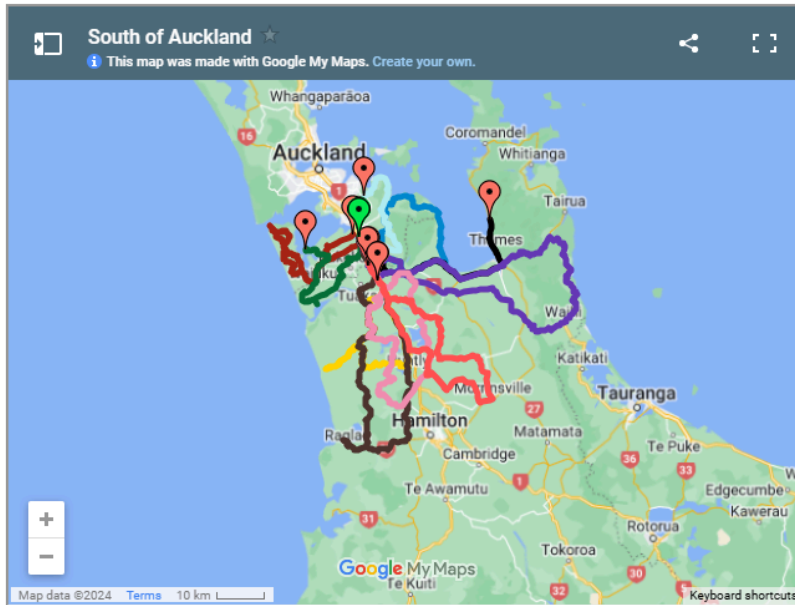 South of Auckland
This map was made with Google My Maps. Create your own.
Whangaparāoa
16
Coromandel
Auckland
Whitianga
1
Tairua
Thames
Waihi
Katikati
Morrinsville
Tauranga
27
Hamilton
Matamata
Te Puke
Cambridge
36
33
1
Edgecumbe
Te Awamutu
Kawerau
31
Rotorua
Google My Maps
Tokoroa
30
5
Te Kuiti
32
Map data ©2024 Terms 10 km
Keyboard shortcuts